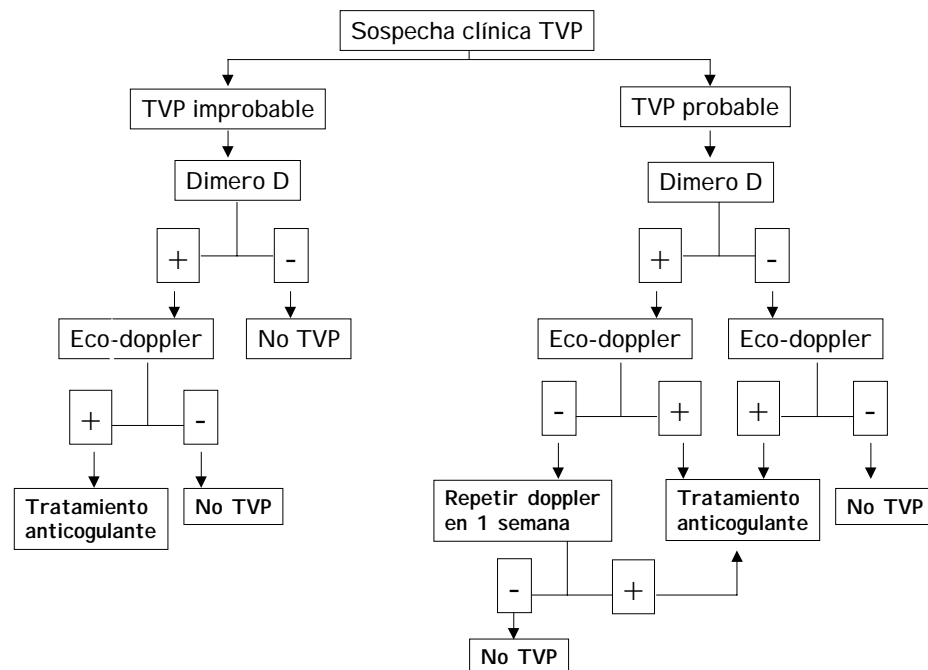 Sospecha clínica TVP
TVP improbable
TVP probable
Dimero D
Dimero D
+
-
+
-
Eco-doppler
No TVP
Eco-doppler
Eco-doppler
+
-
-
+
+
-
Tratamiento
anticogulante
No TVP
Repetir doppler
en 1 semana
Tratamiento
anticogulante
No TVP
-
+
No TVP